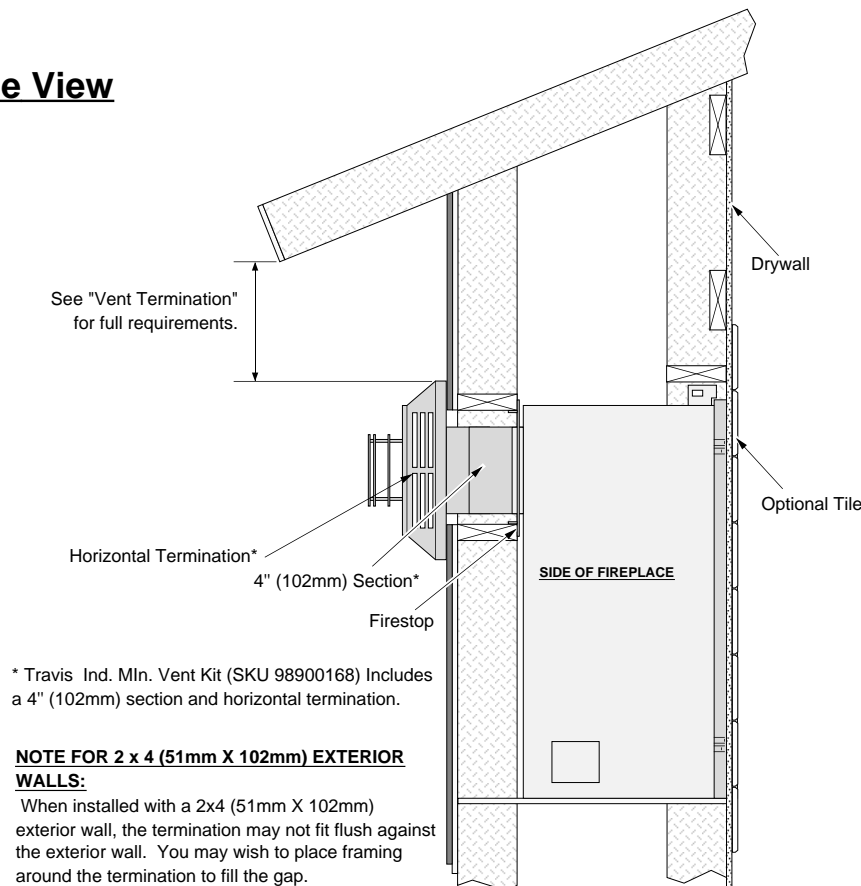 e View
See "Vent Termination"
for full requirements.
Drywall
Optional Tile
Horizontal Termination*
4" (102mm) Section*
SIDE OF FIREPLACE
Firestop
* Travis Ind. MIn. Vent Kit (SKU 98900168) Includes
a 4" (102mm) section and horizontal termination.
NOTE FOR 2 x 4 (51mm X 102mm) EXTERIOR
WALLS:
When installed with a 2x4 (51mm X 102mm)
exterior wall, the termination may not fit flush against
the exterior wall. You may wish to place framing
around the termination to fill the gap.